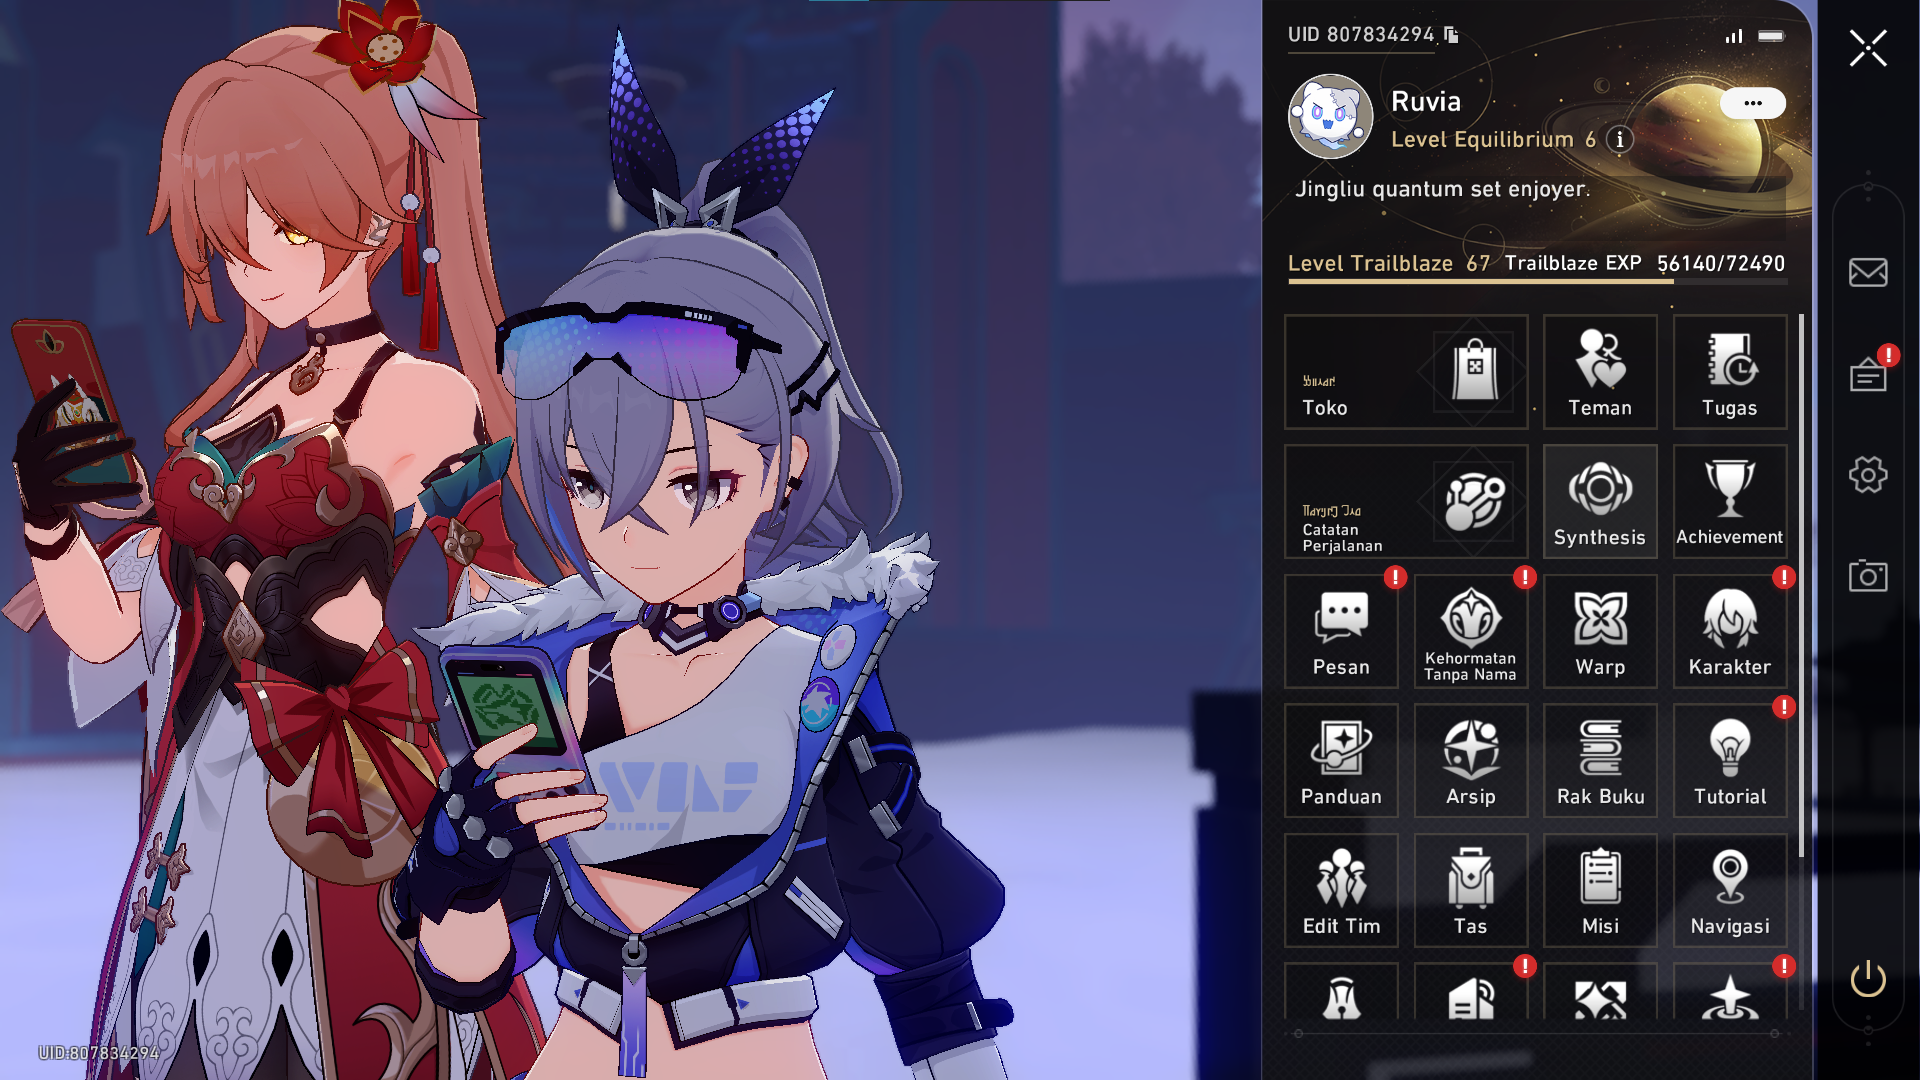 UID 807834294
Ruvia
Level Equilibrium 6
Jingliu quantum set enjoyer.
Level Trailblaze 67 Trailblaze EXP 56140/72490
Toko
Teman
Tugas
Catatan
Perjalanan
Synthesis
Achievement
Pesan
Kehormatan
Tanpa Nama
Warp
Karakter
Panduan
Arsip
Rak Buku
Tutorial
Edit Tim
Tas
Misi
Navigasi
UID:807834294